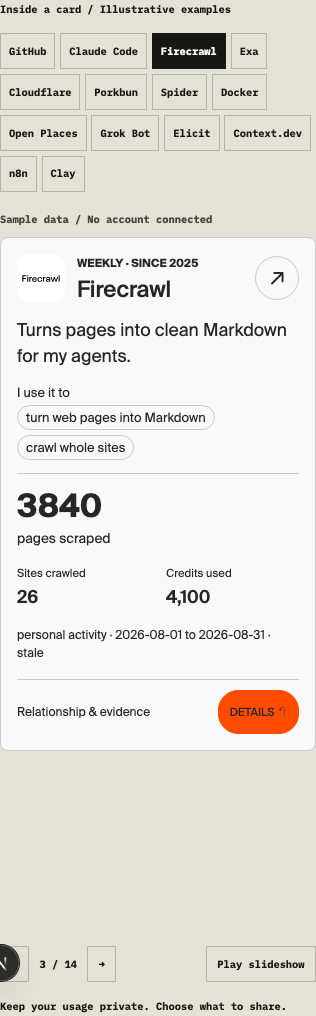 Inside a card / Illustrative examples
GitHub Claude Code Firecrawl Exa
Cloudflare Porkbun Spider Docker
Open Places Grok Bot Elicit Context.dev
n8n Clay
Sample data / No account connected
Firecrawl
WEEKLY · SINCE 2025
Firecrawl
Turns pages into clean Markdown
for my agents.
I use it to
turn web pages into Markdown
crawl whole sites
3840
pages scraped
Sites crawled Credits used
26 4,100
personal activity · 2026-08-01 to 2026-08-31 ·
stale
Relationship & evidence DETAILS
N 3 / 14 → Play slideshow
Keep your usage private. Choose what to share.